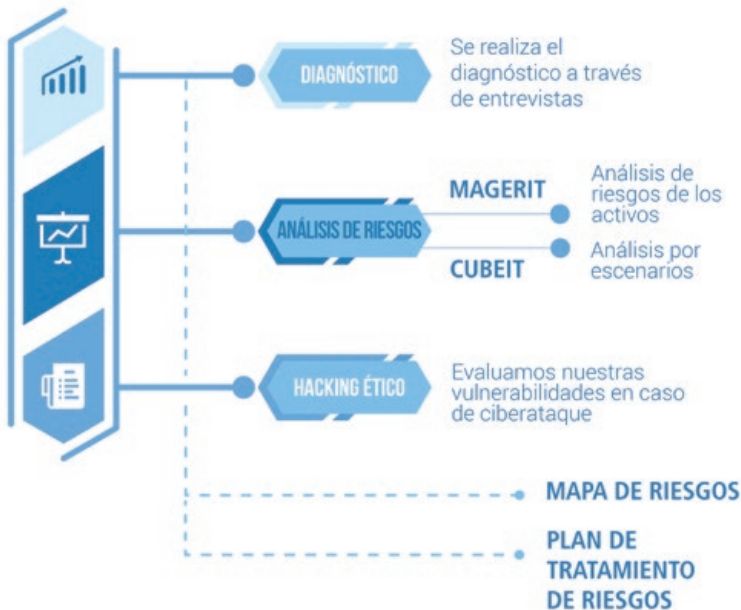 DIAGNÓSTICO
Se realiza el
diagnóstico a través
de entrevistas
ANÁLISIS DE RIESGOS
MAGERIT
Análisis de
riesgos de los
activos
CUBEIT
Análisis por
escenarios
HACKING ÉTICO
Evaluamos nuestras
vulnerabilidades en caso
de ciberataque
MAPA DE RIESGOS
PLAN DE
TRATAMIENTO
DE RIESGOS